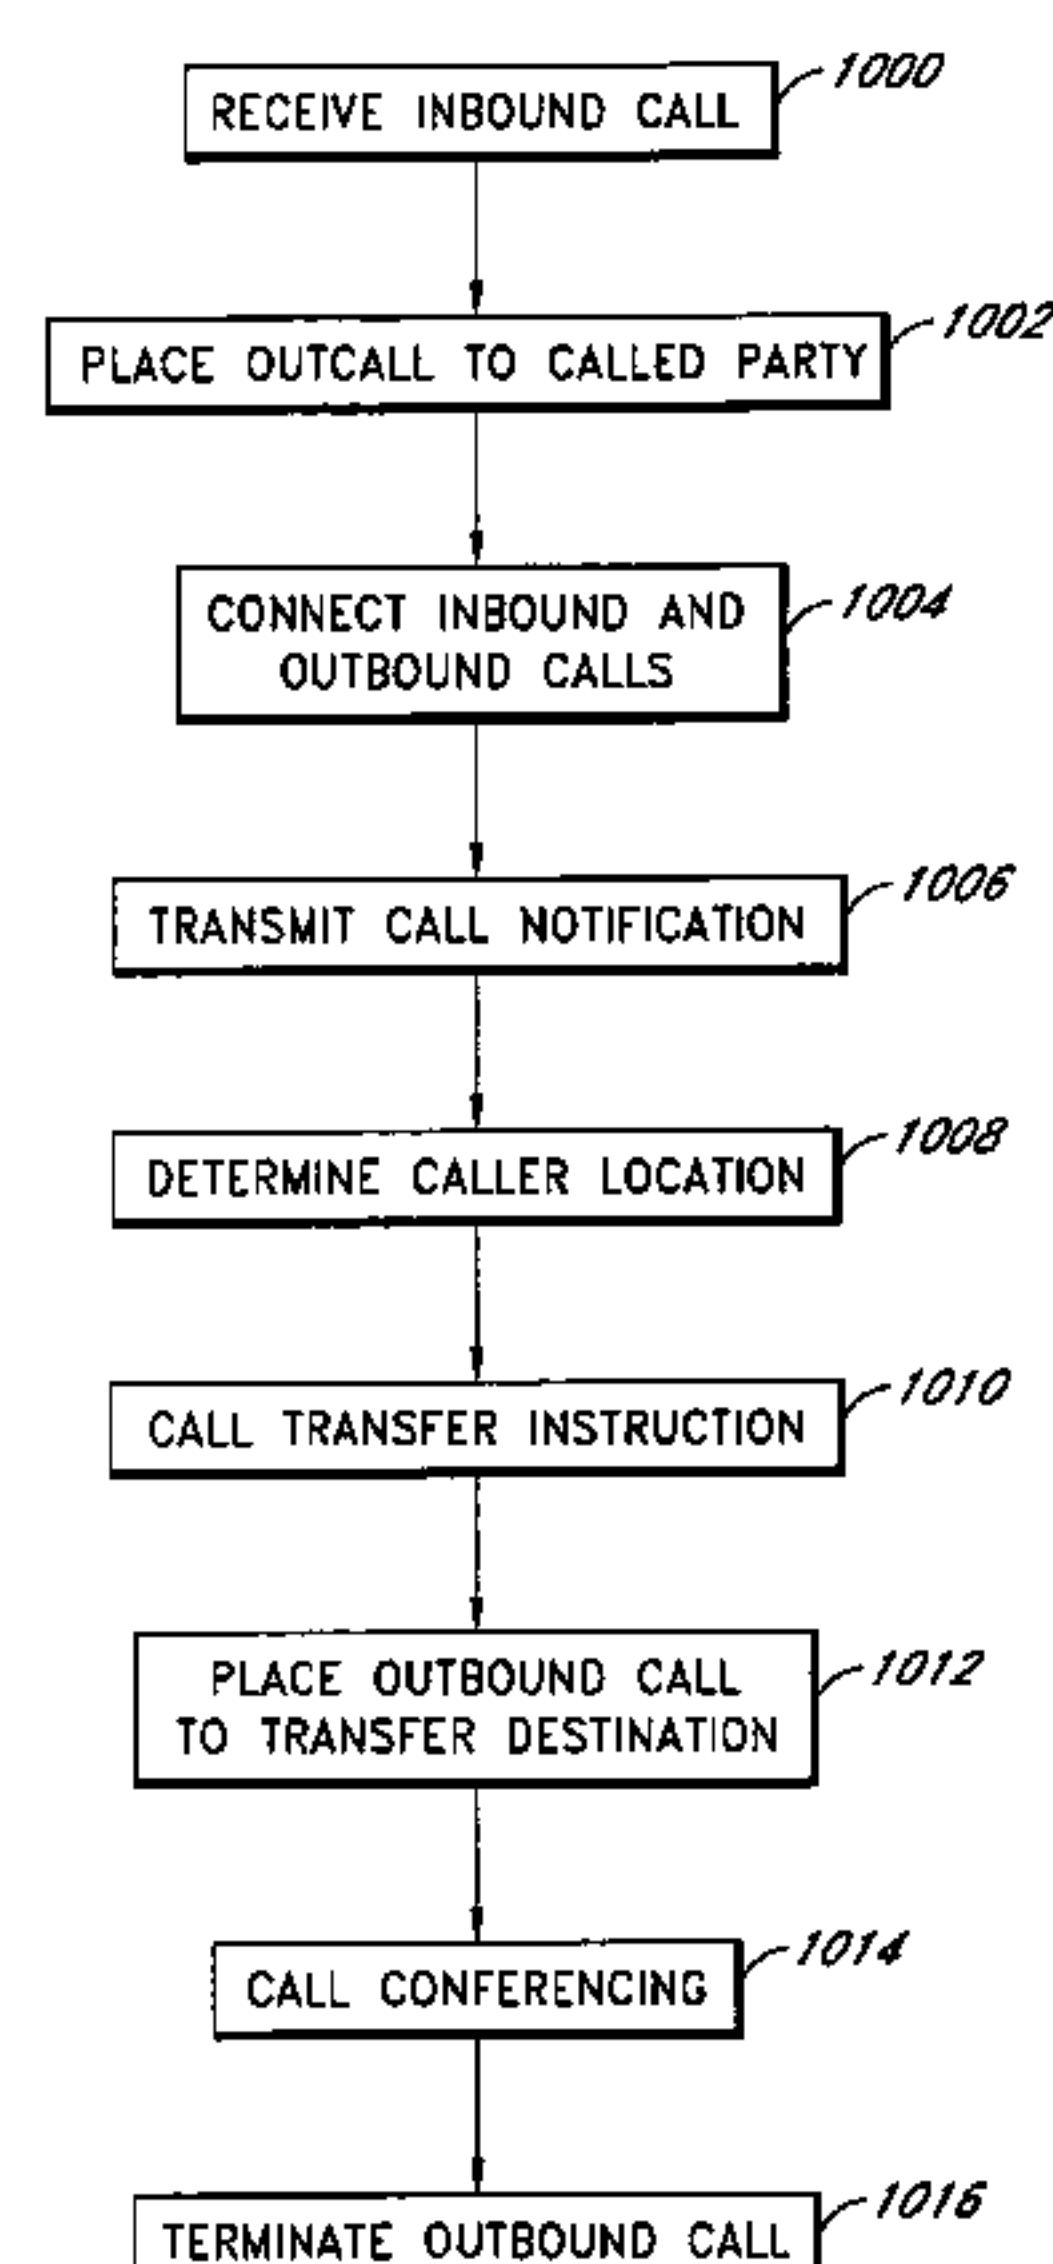 RECEIVE INBOUND CALL
1000
PLACE OUTCALL TO CALLED PARTY
1002
CONNECT INBOUND AND
OUTBOUND CALLS
1004
TRANSMIT CALL NOTIFICATION
1006
DETERMINE CALLER LOCATION
1008
CALL TRANSFER INSTRUCTION
1010
PLACE OUTBOUND CALL
TO TRANSFER DESTINATION
1012
CALL CONFERENCING
1014
TERMINATE OUTBOUND CALL
1016